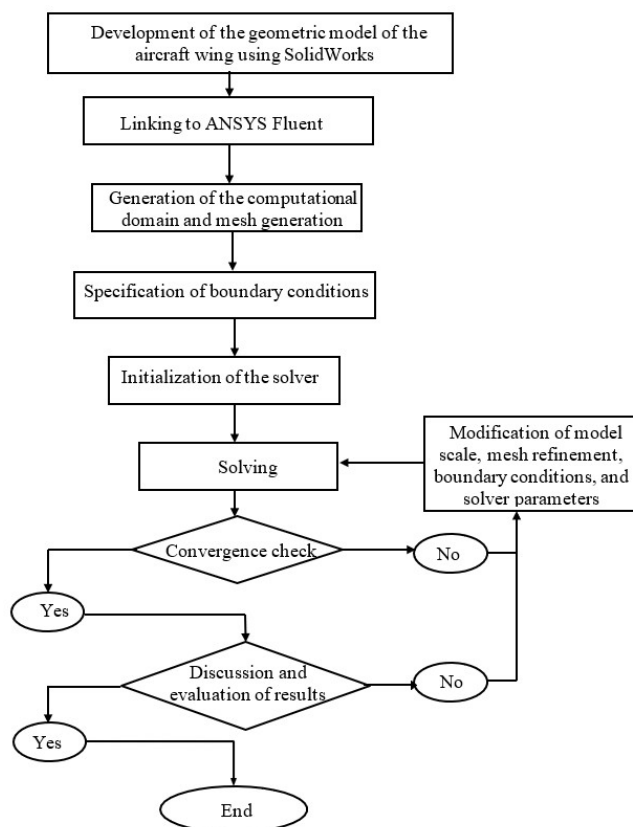 Development of the geometric model of the
aircraft wing using SolidWorks
Linking to ANSYS Fluent
Generation of the computational
domain and mesh generation
Specification of boundary conditions
Initialization of the solver
Modification of model
scale, mesh refinement,
boundary conditions, and
solver parameters
Solving
Convergence check
No
Yes
Discussion and
evaluation of results
No
Yes
End